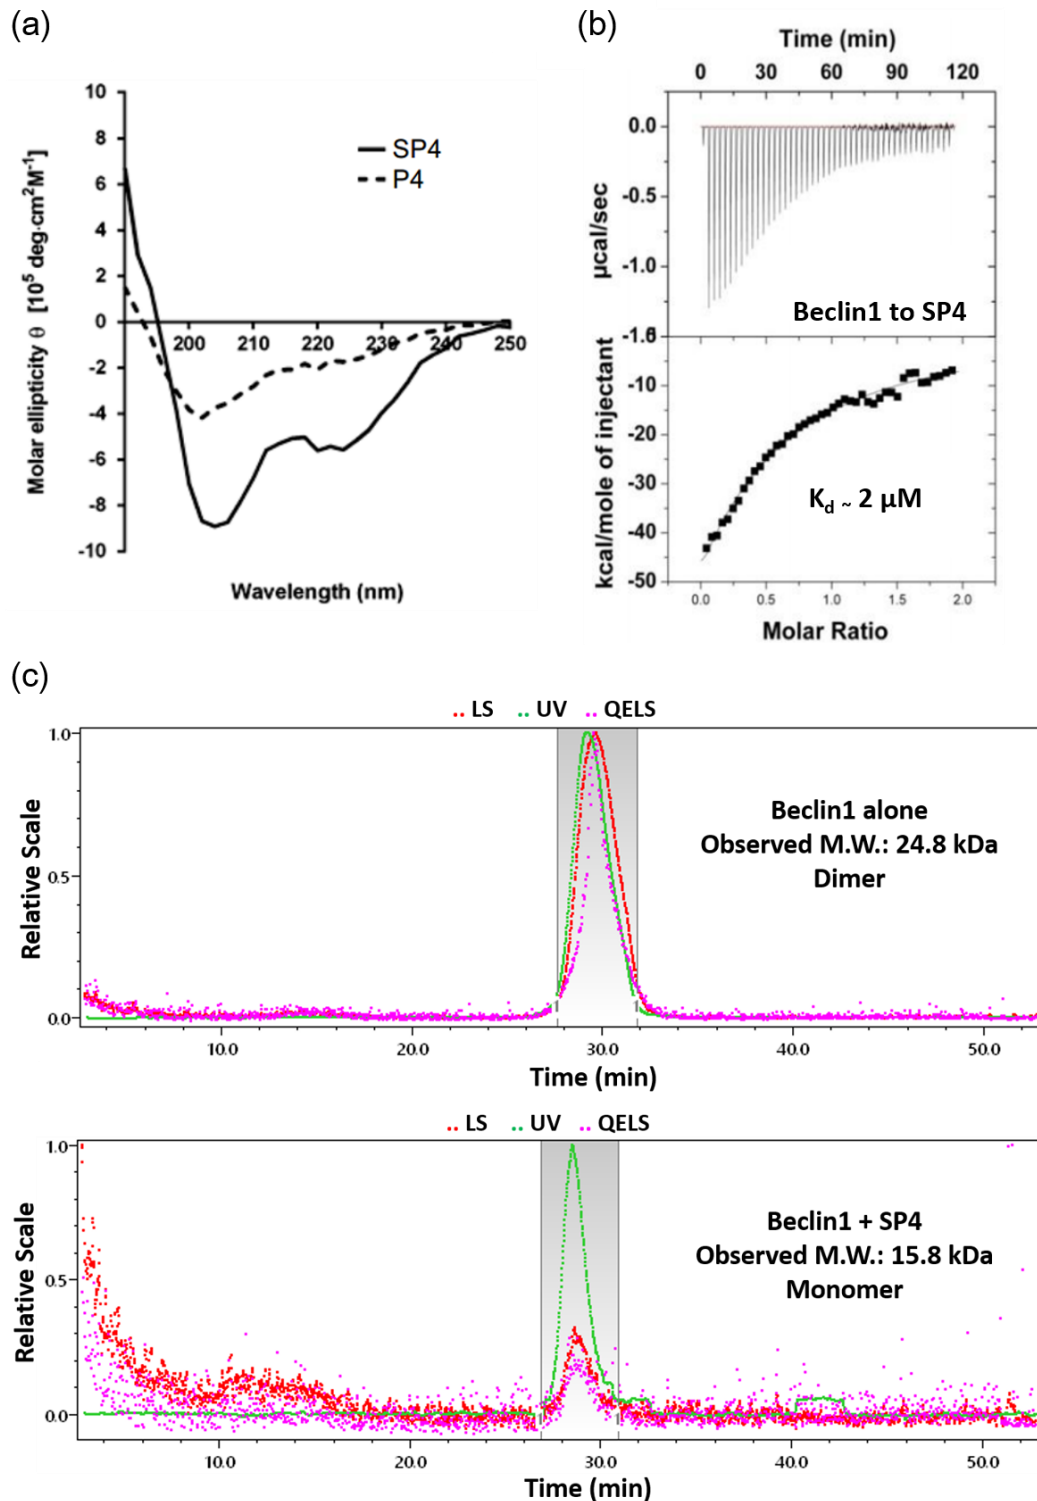 (a)
10
8
6
4
2
0
-2
-4
-6
-8
-10
Molar ellipticity θ [10⁵ deg·cm²M⁻¹]
SP4
P4
200 210 220 230 240 250
Wavelength (nm)
(b)
Time (min)
0 30 60 90 120
0.0
-0.5
-1.0
µcal/sec
Beclin1 to SP4
-10
-20
-30
-40
-50
kcal/mole of injectant
K_d ~ 2 µM
0.0 0.5 1.0 1.5 2.0
Molar Ratio
(c)
LS UV QELS
1.0
0.5
0.0
Relative Scale
Beclin1 alone
Observed M.W.: 24.8 kDa
Dimer
10.0 20.0 30.0 40.0 50.0
Time (min)
LS UV QELS
1.0
0.5
0.0
Relative Scale
Beclin1 + SP4
Observed M.W.: 15.8 kDa
Monomer
10.0 20.0 30.0 40.0 50.0
Time (min)